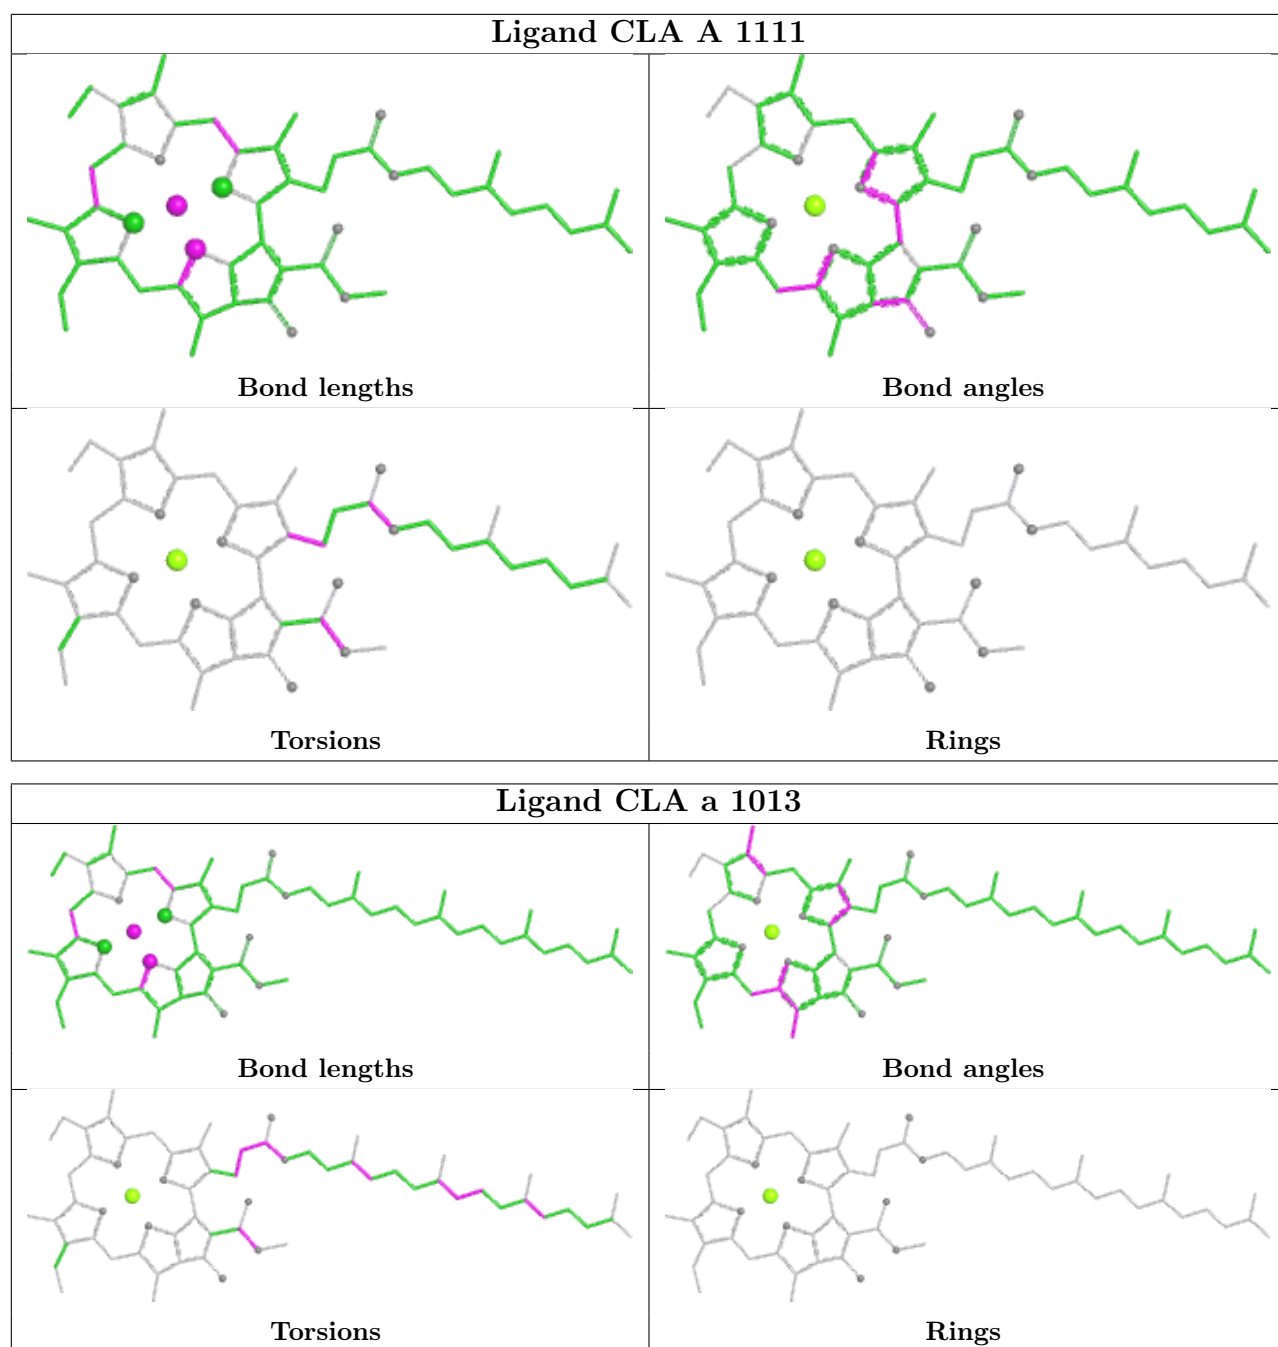 Ligand CLA A 1111
Bond lengths
Bond angles
Torsions
Rings
Ligand CLA a 1013
Bond lengths
Bond angles
Torsions
Rings